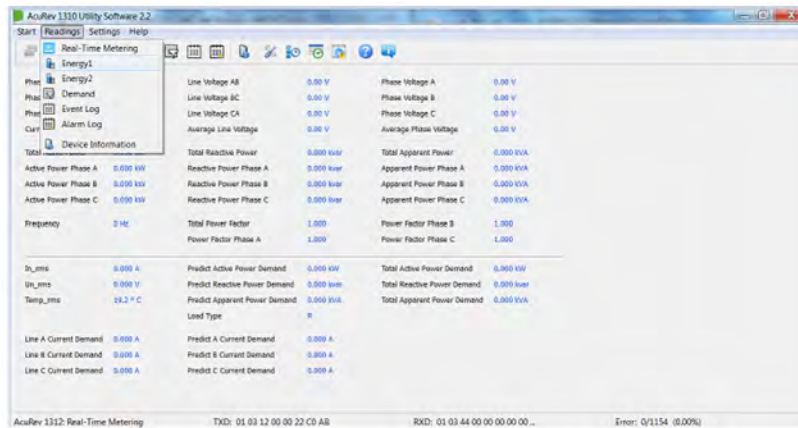 AcuRev 1310 Utility Software 2.2
Start Readings Settings Help
Real-Time Metering
Energy1
Energy2
Demand
Event Log
Alarm Log
Device Information
Line Voltage AB 0.00 V Phase Voltage A 0.00 V
Line Voltage BC 0.00 V Phase Voltage B 0.00 V
Line Voltage CA 0.00 V Phase Voltage C 0.00 V
Average Line Voltage 0.00 V Average Phase Voltage 0.00 V
Total Reactive Power 0.000 kvar Total Apparent Power 0.000 kVA
Active Power Phase A 0.000 kW Reactive Power Phase A 0.000 kvar Apparent Power Phase A 0.000 kVA
Active Power Phase B 0.000 kW Reactive Power Phase B 0.000 kvar Apparent Power Phase B 0.000 kVA
Active Power Phase C 0.000 kW Reactive Power Phase C 0.000 kvar Apparent Power Phase C 0.000 kVA
Frequency 0 Hz Total Power Factor 1.000 Power Factor Phase B 1.000
Power Factor Phase A 1.000 Power Factor Phase C 1.000
In_rms 0.000 A Predict Active Power Demand 0.000 kW Total Active Power Demand 0.000 kW
Un_rms 0.000 V Predict Reactive Power Demand 0.000 kvar Total Reactive Power Demand 0.000 kvar
Temp_rms 19.2 ° C Predict Apparent Power Demand 0.000 kVA Total Apparent Power Demand 0.000 kVA
Load Type R
Line A Current Demand 0.000 A Predict A Current Demand 0.000 A
Line B Current Demand 0.000 A Predict B Current Demand 0.000 A
Line C Current Demand 0.000 A Predict C Current Demand 0.000 A
AcuRev 1312: Real-Time Metering TXD: 01 03 12 00 00 22 C0 AB RXD: 01 03 44 00 00 00 00 00 ... Error: 0/1154 (0.00%)